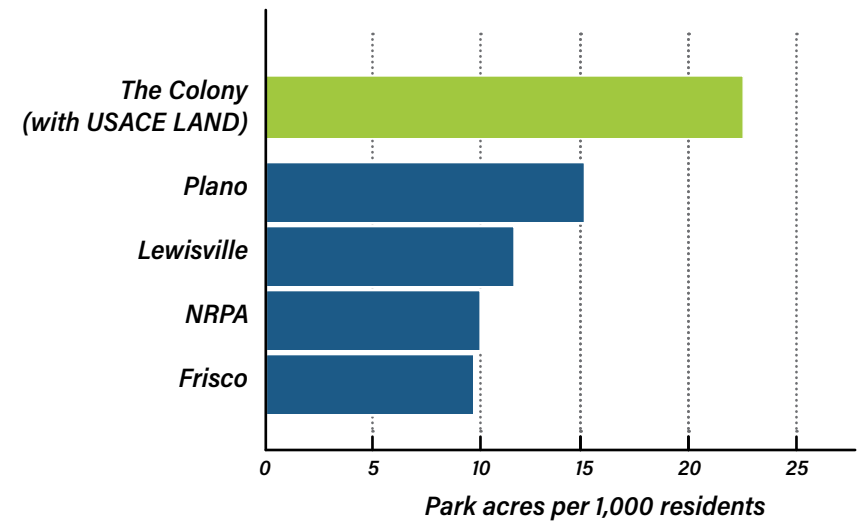 The Colony
(with USACE LAND)
Plano
Lewisville
NRPA
Frisco
0 5 10 15 20 25
Park acres per 1,000 residents